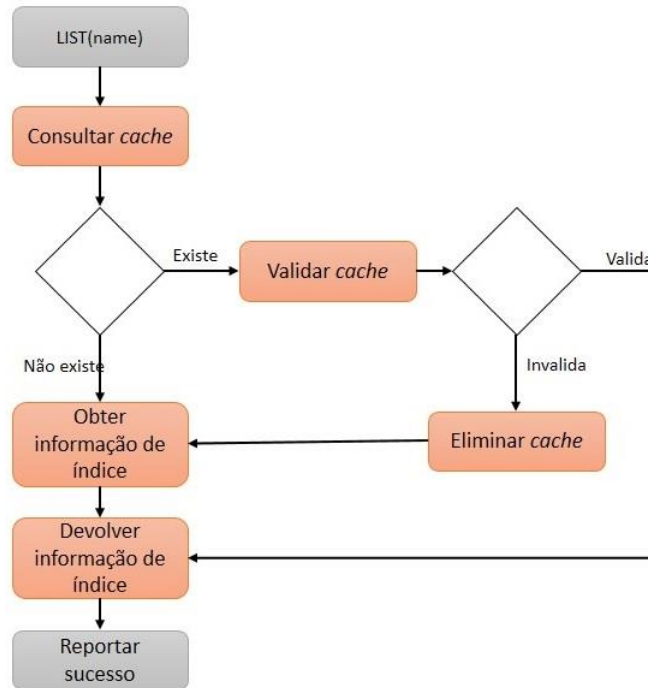 LIST(name)
Consultar cache
Existe
Validar cache
Valida
Não existe
Invalida
Obter
informação de
índice
Eliminar cache
Devolver
informação de
índice
Reportar
sucesso